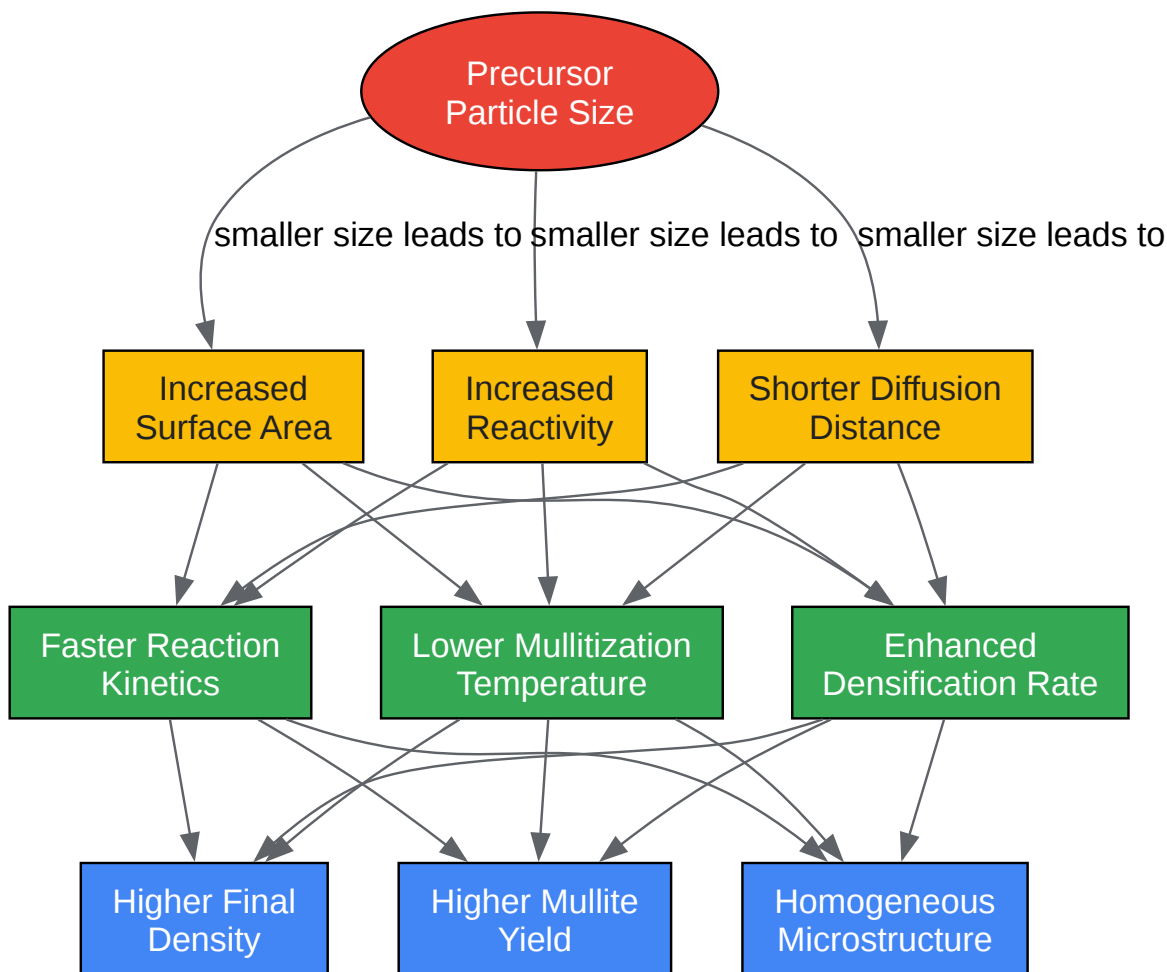 Precursor
Particle Size
smaller size leads to
smaller size leads to
smaller size leads to
Increased
Surface Area
Increased
Reactivity
Shorter Diffusion
Distance
Faster Reaction
Kinetics
Lower Mullitization
Temperature
Enhanced
Densification Rate
Higher Final
Density
Higher Mullite
Yield
Homogeneous
Microstructure